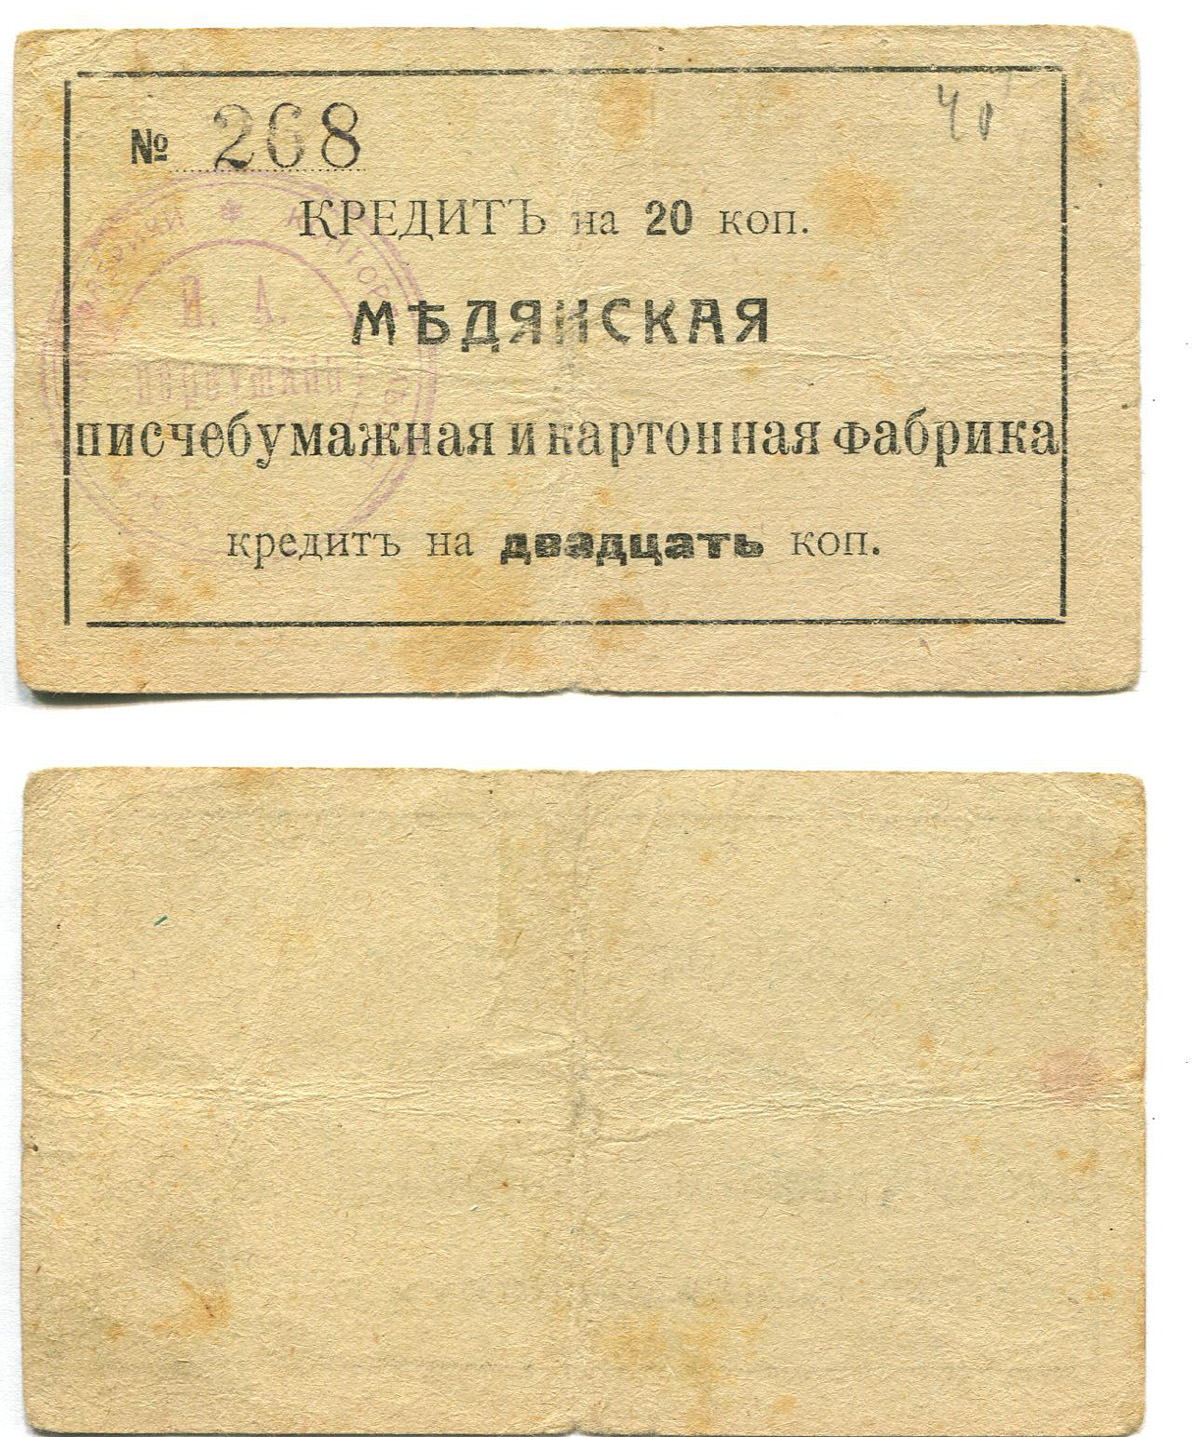 № 268
40
КРЕДИТЪ на 20 коп.
И. А.
МѢДЯНСКАЯ
писчебумажная и картонная фабрика
кредитъ на двадцать коп.